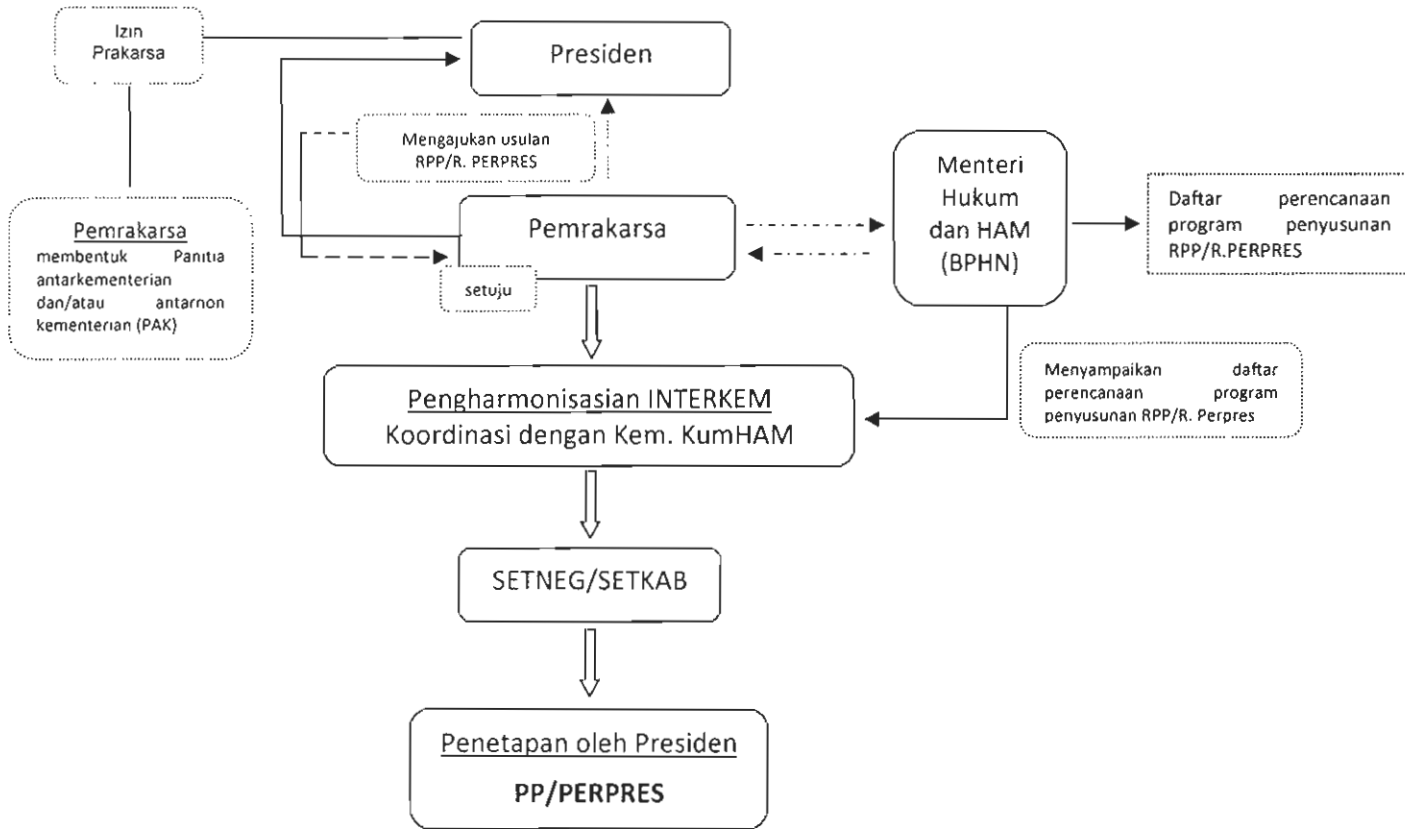 Izin
Prakarsa
Presiden
Mengajukan usulan
RPP/R. PERPRES
Menteri
Hukum
dan HAM
(BPHN)
Daftar perencanaan
program penyusunan
RPP/R.PERPRES
Pemrakarsa
membentuk Panitia
antarkementerian
dan/atau antarnon
kementerian (PAK)
Pemrakarsa
setuju
Menyampaikan daftar
perencanaan program
penyusunan RPP/R. Perpres
Pengharmonisasian INTERKEM
Koordinasi dengan Kem. KumHAM
SETNEG/SETKAB
Penetapan oleh Presiden
PP/PERPRES